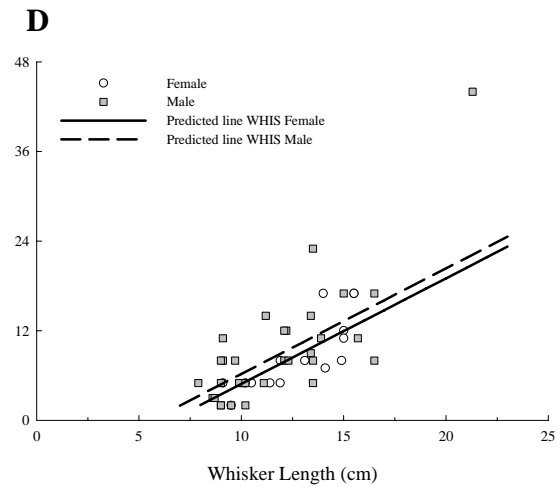 D
48
Female
Male
Predicted line WHIS Female
Predicted line WHIS Male
36
24
12
0
0 5 10 15 20 25
Whisker Length (cm)